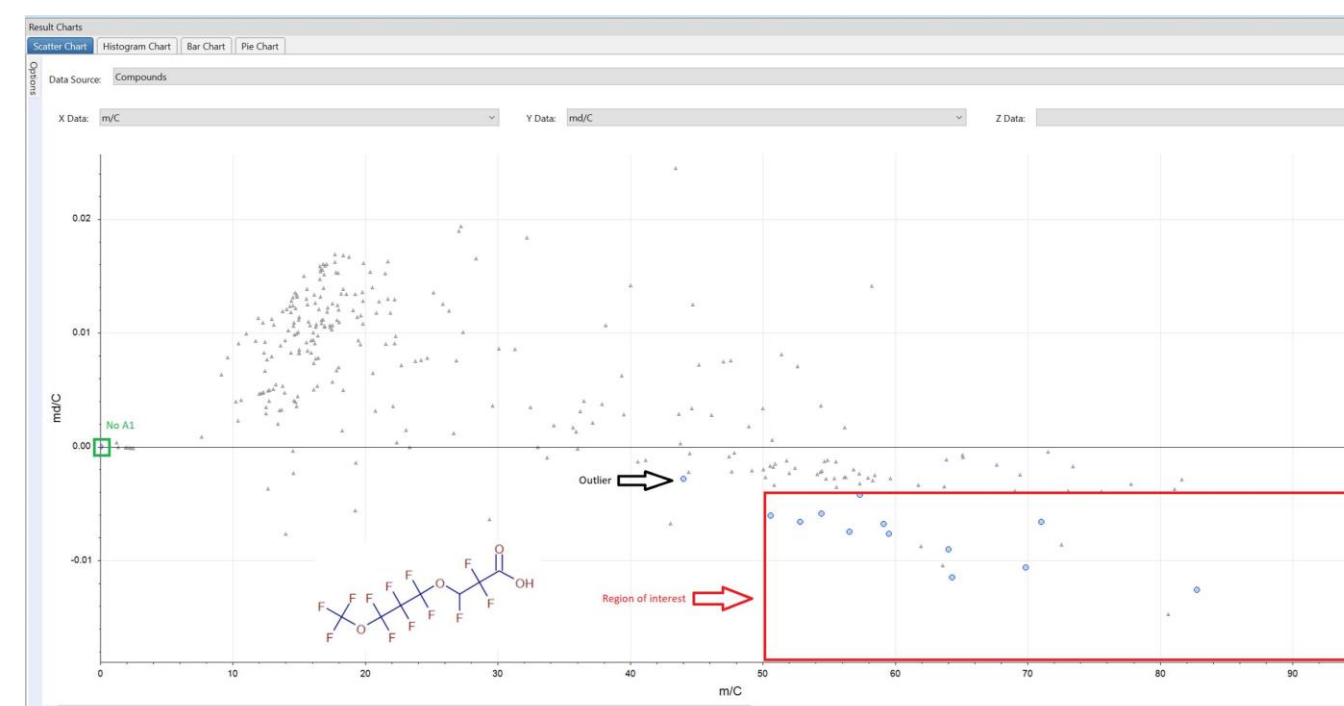 Result Charts
Scatter Chart Histogram Chart Bar Chart Pie Chart
Options
Data Source: Compounds
X Data: m/C Y Data: md/C Z Data:
0.02
0.01
md/C
No A1
0.00
Outlier
-0.01
O
F
F
OH
F
O
F
F
F
F
F
F
F
F
F
O
F
F
Region of interest
0 10 20 30 40 50 60 70 80 90
m/C